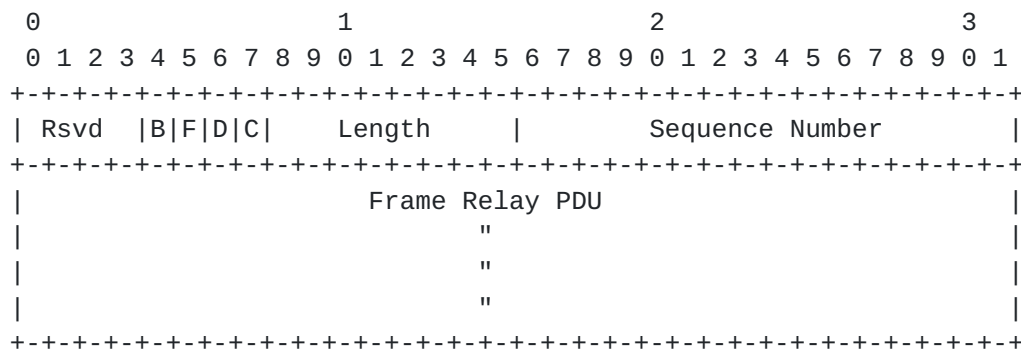 0                   1                   2                   3
 0 1 2 3 4 5 6 7 8 9 0 1 2 3 4 5 6 7 8 9 0 1 2 3 4 5 6 7 8 9 0 1
+-+-+-+-+-+-+-+-+-+-+-+-+-+-+-+-+-+-+-+-+-+-+-+-+-+-+-+-+-+-+-+-+
| Rsvd  |B|F|D|C|    Length     |        Sequence Number        |
+-+-+-+-+-+-+-+-+-+-+-+-+-+-+-+-+-+-+-+-+-+-+-+-+-+-+-+-+-+-+-+-+
|                      Frame Relay PDU                          |
|                             "                                 |
|                             "                                 |
|                             "                                 |
+-+-+-+-+-+-+-+-+-+-+-+-+-+-+-+-+-+-+-+-+-+-+-+-+-+-+-+-+-+-+-+-+